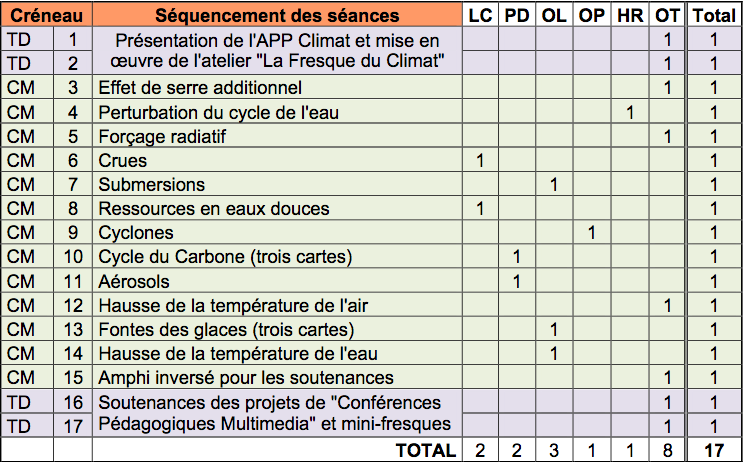 Créneau Séquencement des séances LC PD OL OP HR OT Total
TD 1 Présentation de l'APP Climat et mise en 1 1
TD 2 œuvre de l'atelier "La Fresque du Climat" 1 1
CM 3 Effet de serre additionnel 1 1
CM 4 Perturbation du cycle de l'eau 1 1
CM 5 Forçage radiatif 1 1
CM 6 Crues 1 1
CM 7 Submersions 1 1
CM 8 Ressources en eaux douces 1 1
CM 9 Cyclones 1 1
CM 10 Cycle du Carbone (trois cartes) 1 1
CM 11 Aérosols 1 1
CM 12 Hausse de la température de l'air 1 1
CM 13 Fontes des glaces (trois cartes) 1 1
CM 14 Hausse de la température de l'eau 1 1
CM 15 Amphi inversé pour les soutenances 1 1
TD 16 Soutenances des projets de "Conférences 1 1
TD 17 Pédagogiques Multimedia" et mini-fresques 1 1
TOTAL 2 2 3 1 1 8 17